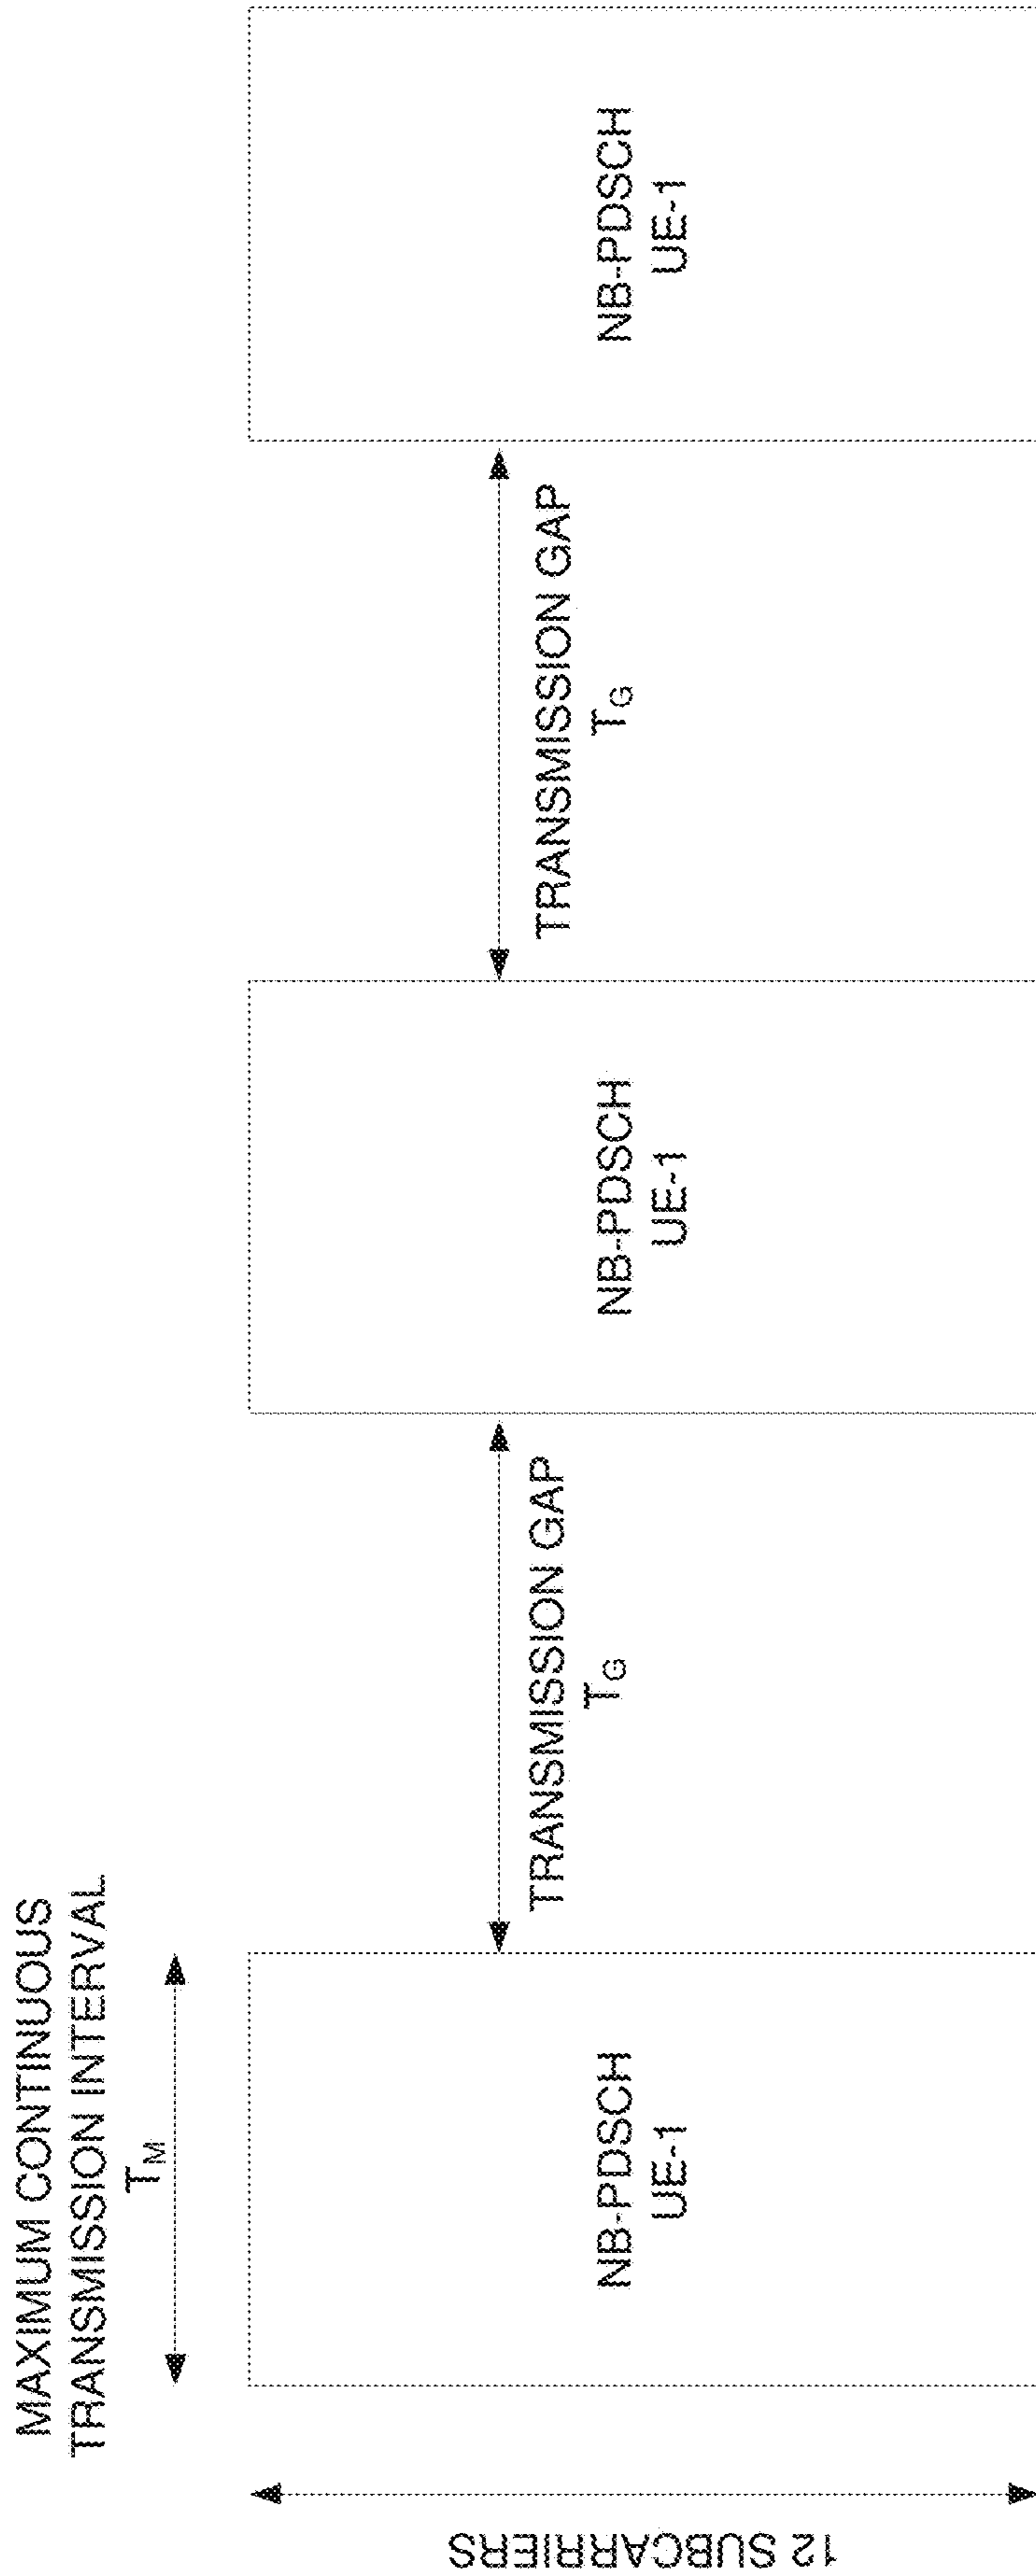 MAXIMUM CONTINUOUS
TRANSMISSION INTERVAL
TM
12 SUBCARRIERS
NB-PDSCH
UE-1
TRANSMISSION GAP
TG
NB-PDSCH
UE-1
TRANSMISSION GAP
TG
NB-PDSCH
UE-1